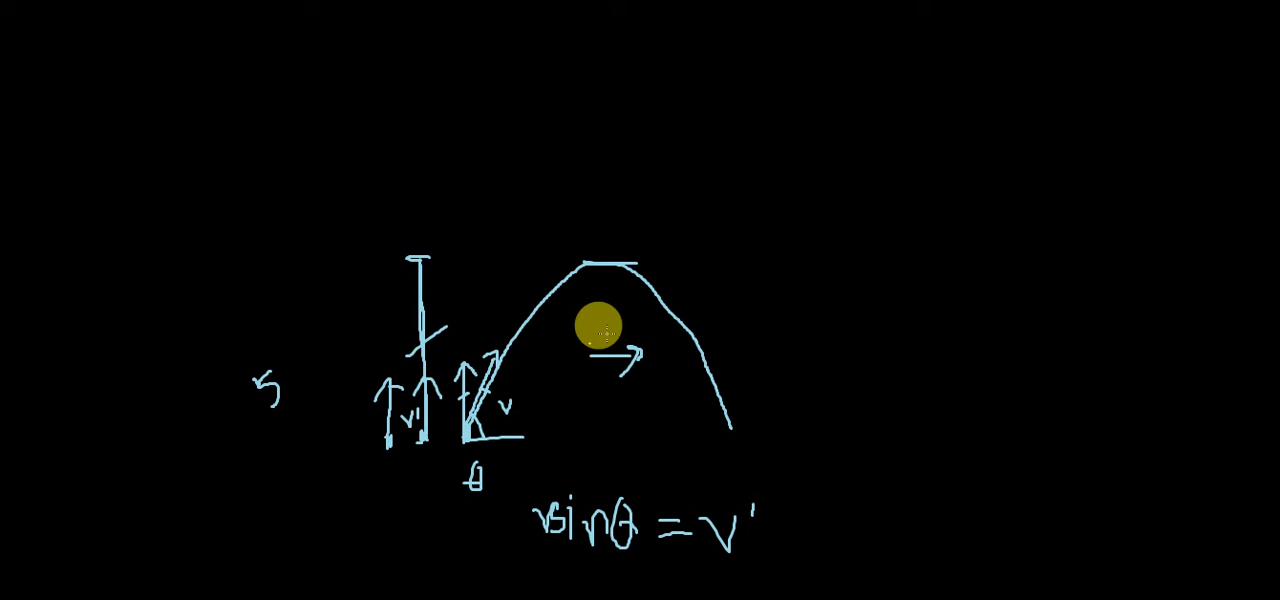 v'
v
θ
vsinθ = v'